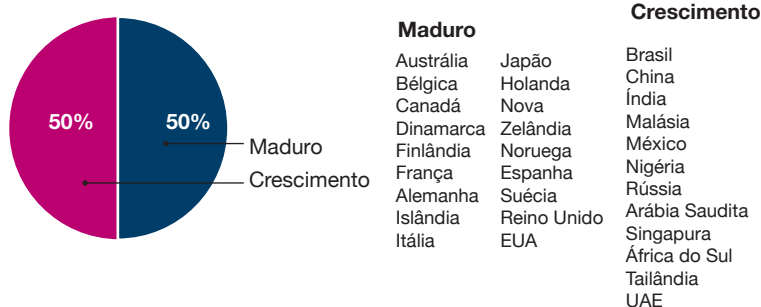 50%
50%
Maduro
Crescimento
Maduro
Austrália
Bélgica
Canadá
Dinamarca
Finlândia
França
Alemanha
Islândia
Itália
Japão
Holanda
Nova
Zelândia
Noruega
Espanha
Suécia
Reino Unido
EUA
Crescimento
Brasil
China
Índia
Malásia
México
Nigéria
Rússia
Arábia Saudita
Singapura
África do Sul
Tailândia
UAE